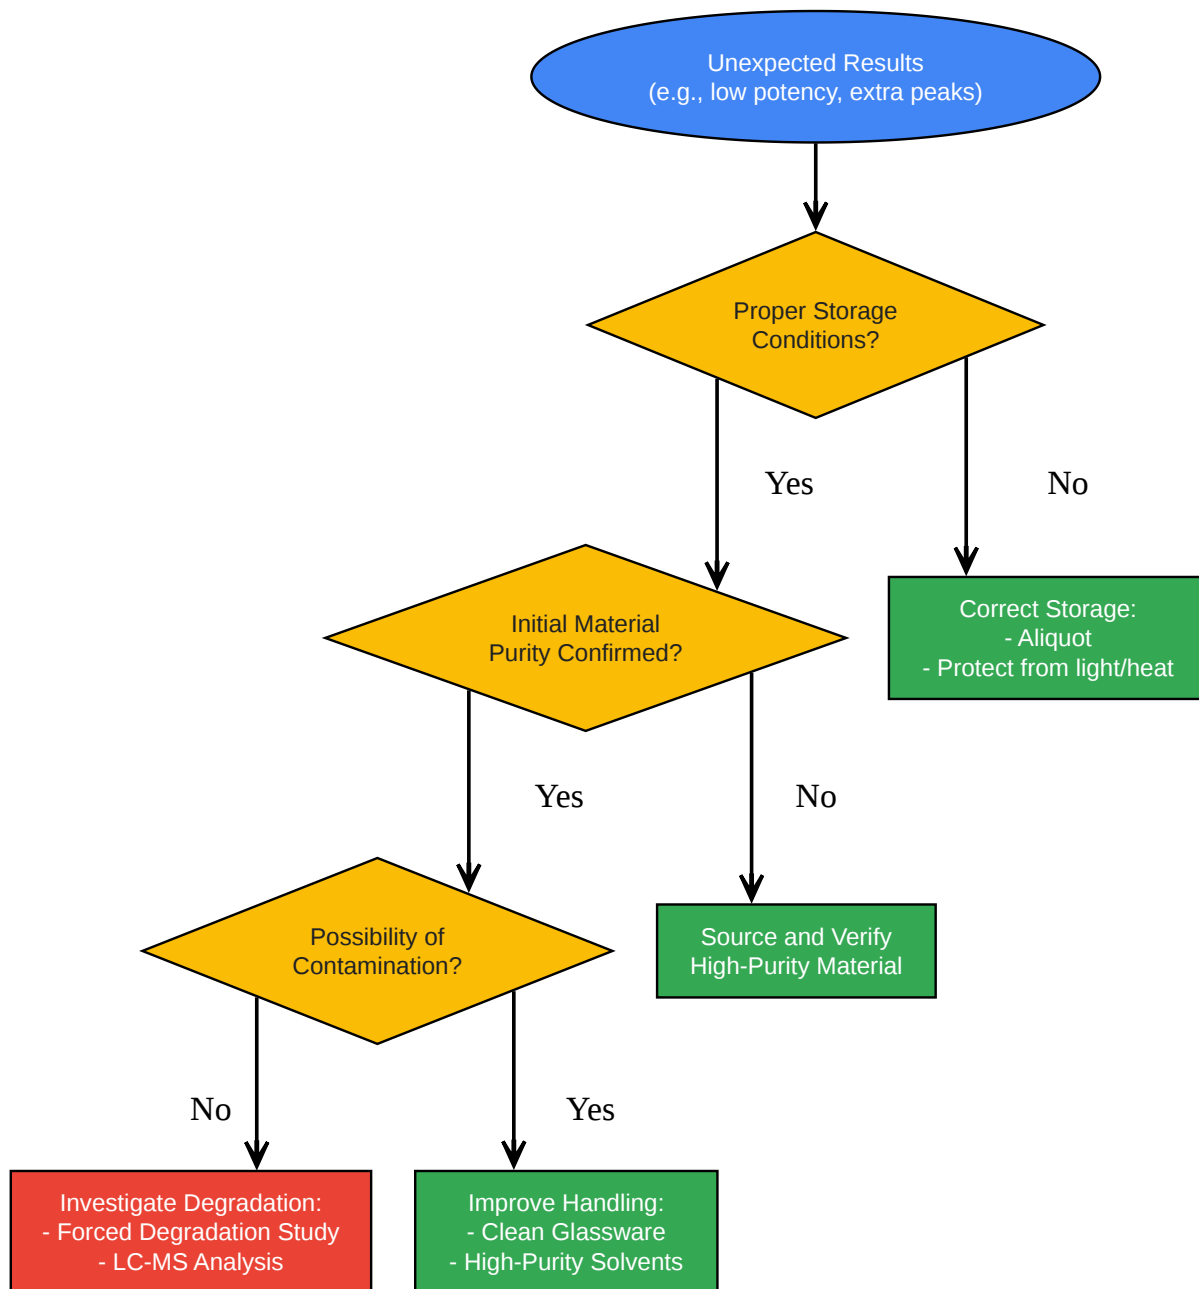 Unexpected Results
(e.g., low potency, extra peaks)
Proper Storage
Conditions?
Yes
No
Initial Material
Purity Confirmed?
Correct Storage:
- Aliquot
- Protect from light/heat
Yes
No
Possibility of
Contamination?
Source and Verify
High-Purity Material
No
Yes
Investigate Degradation:
- Forced Degradation Study
- LC-MS Analysis
Improve Handling:
- Clean Glassware
- High-Purity Solvents